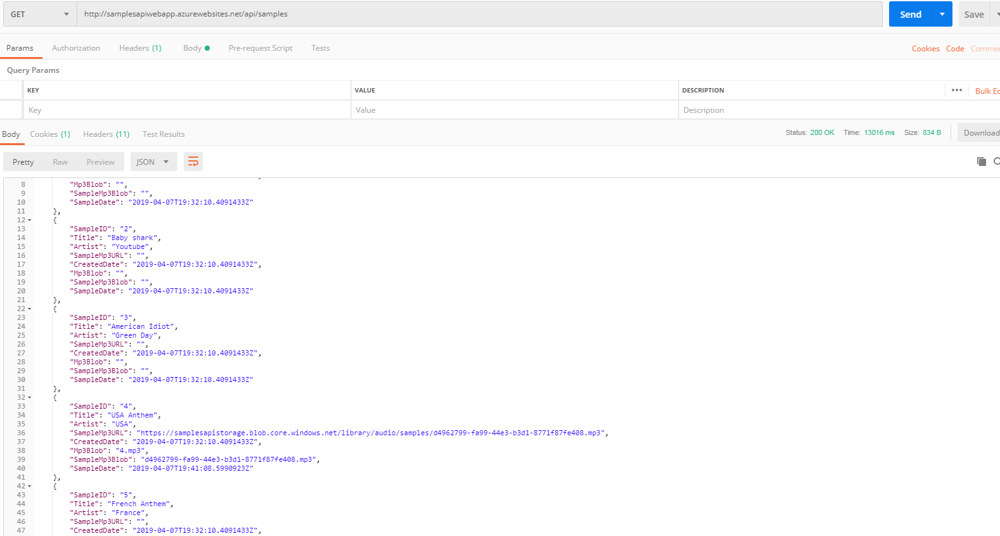 GET http://samplesapiwebapp.azurewebsites.net/api/samples Send Save
Params Authorization Headers (1) Body Pre-request Script Tests Cookies Code Commen
Query Params
KEY VALUE DESCRIPTION ••• Bulk Ed
Key Value Description
Body Cookies (1) Headers (11) Test Results Status: 200 OK Time: 13016 ms Size: 834 B Download
Pretty Raw Preview JSON
8 "Mp3Blob": "",
9 "SampleMp3Blob": "",
10 "SampleDate": "2019-04-07T19:32:10.4091433Z"
11 },
12 {
13 "SampleID": "2",
14 "Title": "Baby shark",
15 "Artist": "Youtube",
16 "SampleMp3URL": "",
17 "CreatedDate": "2019-04-07T19:32:10.4091433Z",
18 "Mp3Blob": "",
19 "SampleMp3Blob": "",
20 "SampleDate": "2019-04-07T19:32:10.4091433Z"
21 },
22 {
23 "SampleID": "3",
24 "Title": "American Idiot",
25 "Artist": "Green Day",
26 "SampleMp3URL": "",
27 "CreatedDate": "2019-04-07T19:32:10.4091433Z",
28 "Mp3Blob": "",
29 "SampleMp3Blob": "",
30 "SampleDate": "2019-04-07T19:32:10.4091433Z"
31 },
32 {
33 "SampleID": "4",
34 "Title": "USA Anthem",
35 "Artist": "USA",
36 "SampleMp3URL": "https://samplesapistorage.blob.core.windows.net/library/audio/samples/d4962799-fa99-44e3-b3d1-8771f87fe408.mp3",
37 "CreatedDate": "2019-04-07T19:32:10.4091433Z",
38 "Mp3Blob": "4.mp3",
39 "SampleMp3Blob": "d4962799-fa99-44e3-b3d1-8771f87fe408.mp3",
40 "SampleDate": "2019-04-07T19:41:08.5990923Z"
41 },
42 {
43 "SampleID": "5",
44 "Title": "French Anthem",
45 "Artist": "France",
46 "SampleMp3URL": "",
47 "CreatedDate": "2019-04-07T19:32:10.4091433Z",